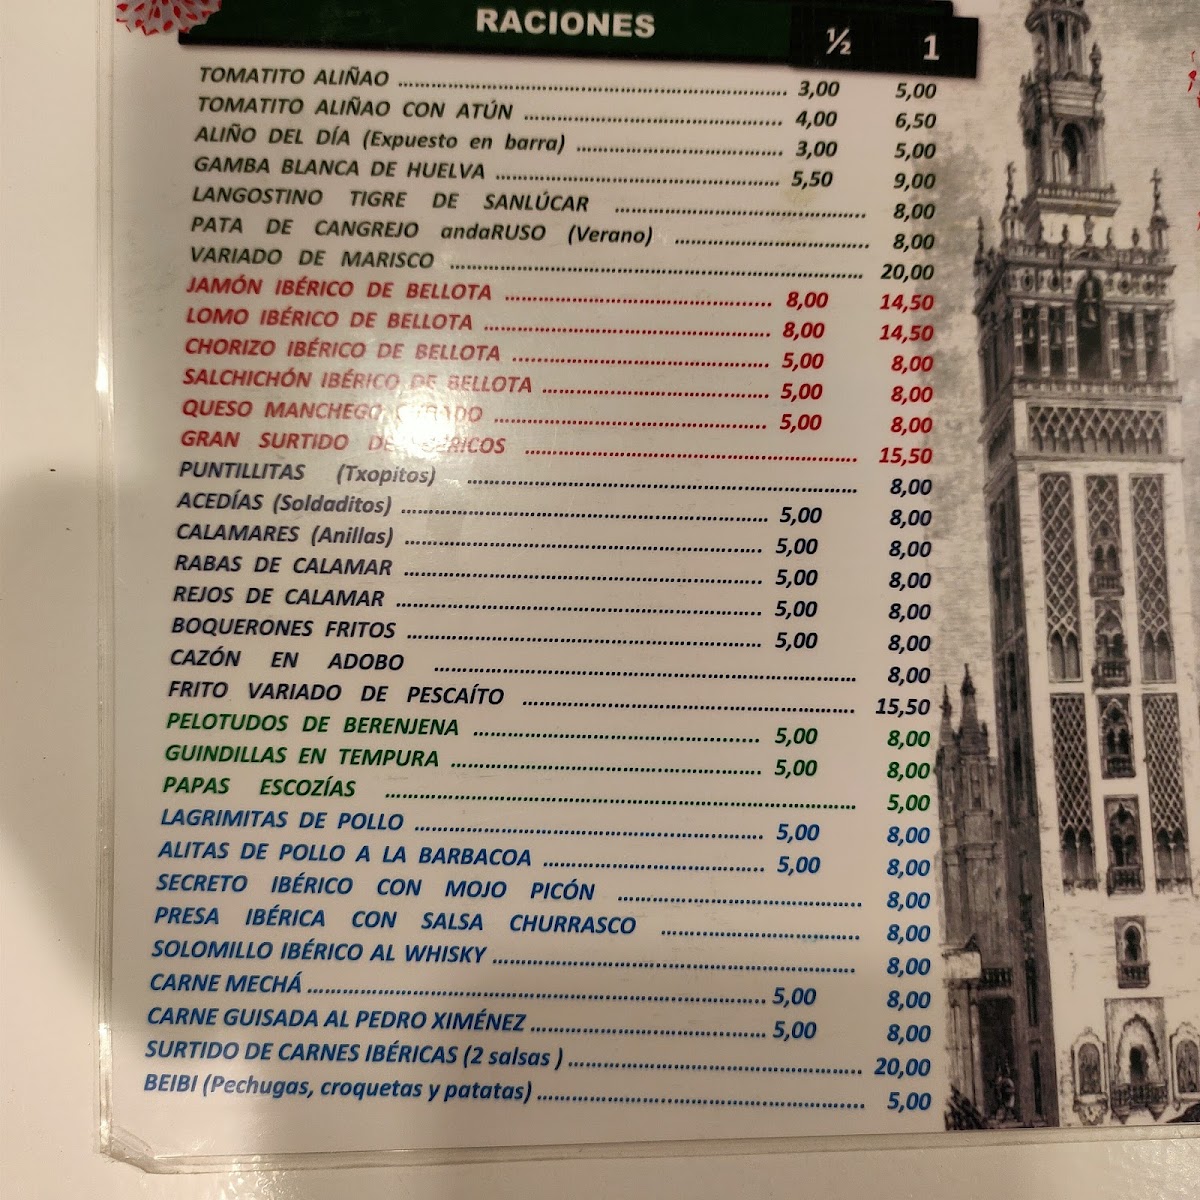 RACIONES ½ 1
TOMATITO ALIÑAO 3,00 5,00
TOMATITO ALIÑAO CON ATÚN 4,00 6,50
ALIÑO DEL DÍA (Expuesto en barra) 3,00 5,00
GAMBA BLANCA DE HUELVA 5,50 9,00
LANGOSTINO TIGRE DE SANLÚCAR 8,00
PATA DE CANGREJO andaRUSO (Verano) 8,00
VARIADO DE MARISCO 20,00
JAMÓN IBÉRICO DE BELLOTA 8,00 14,50
LOMO IBÉRICO DE BELLOTA 8,00 14,50
CHORIZO IBÉRICO DE BELLOTA 5,00 8,00
SALCHICHÓN IBÉRICO DE BELLOTA 5,00 8,00
QUESO MANCHEGO 5,00 8,00
GRAN SURTIDO DE 15,50
PUNTILLITAS (Txopitos) 8,00
ACEDÍAS (Soldaditos) 5,00 8,00
CALAMARES (Anillas) 5,00 8,00
RABAS DE CALAMAR 5,00 8,00
REJOS DE CALAMAR 5,00 8,00
BOQUERONES FRITOS 5,00 8,00
CAZÓN EN ADOBO 8,00
FRITO VARIADO DE PESCAÍTO 15,50
PELOTUDOS DE BERENJENA 5,00 8,00
GUINDILLAS EN TEMPURA 5,00 8,00
PAPAS ESCOZÍAS 5,00
LAGRIMITAS DE POLLO 5,00 8,00
ALITAS DE POLLO A LA BARBACOA 5,00 8,00
SECRETO IBÉRICO CON MOJO PICÓN 8,00
PRESA IBÉRICA CON SALSA CHURRASCO 8,00
SOLOMILLO IBÉRICO AL WHISKY 8,00
CARNE MECHÁ 5,00 8,00
CARNE GUISADA AL PEDRO XIMÉNEZ 5,00 8,00
SURTIDO DE CARNES IBÉRICAS (2 salsas ) 20,00
BEIBI (Pechugas, croquetas y patatas) 5,00